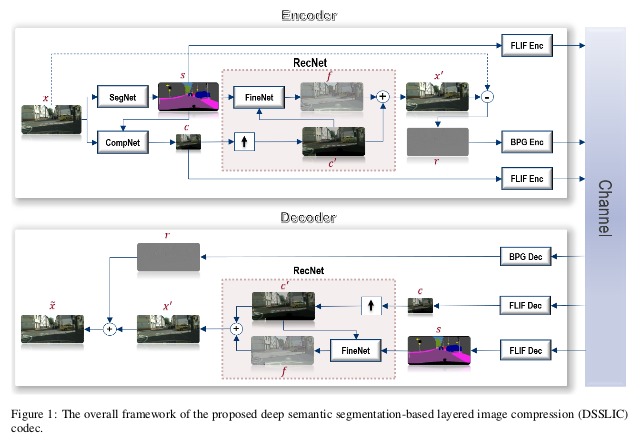 Encoder
FLIF Enc
RecNet
x
s
f
x'
SegNet
FineNet
+
-
c
CompNet
c'
r
BPG Enc
FLIF Enc
Channel
Decoder
r
BPG Dec
RecNet
c'
c
FLIF Dec
x̃
x'
+
+
s
FineNet
FLIF Dec
f
Figure 1: The overall framework of the proposed deep semantic segmentation-based layered image compression (DSSLIC)
codec.